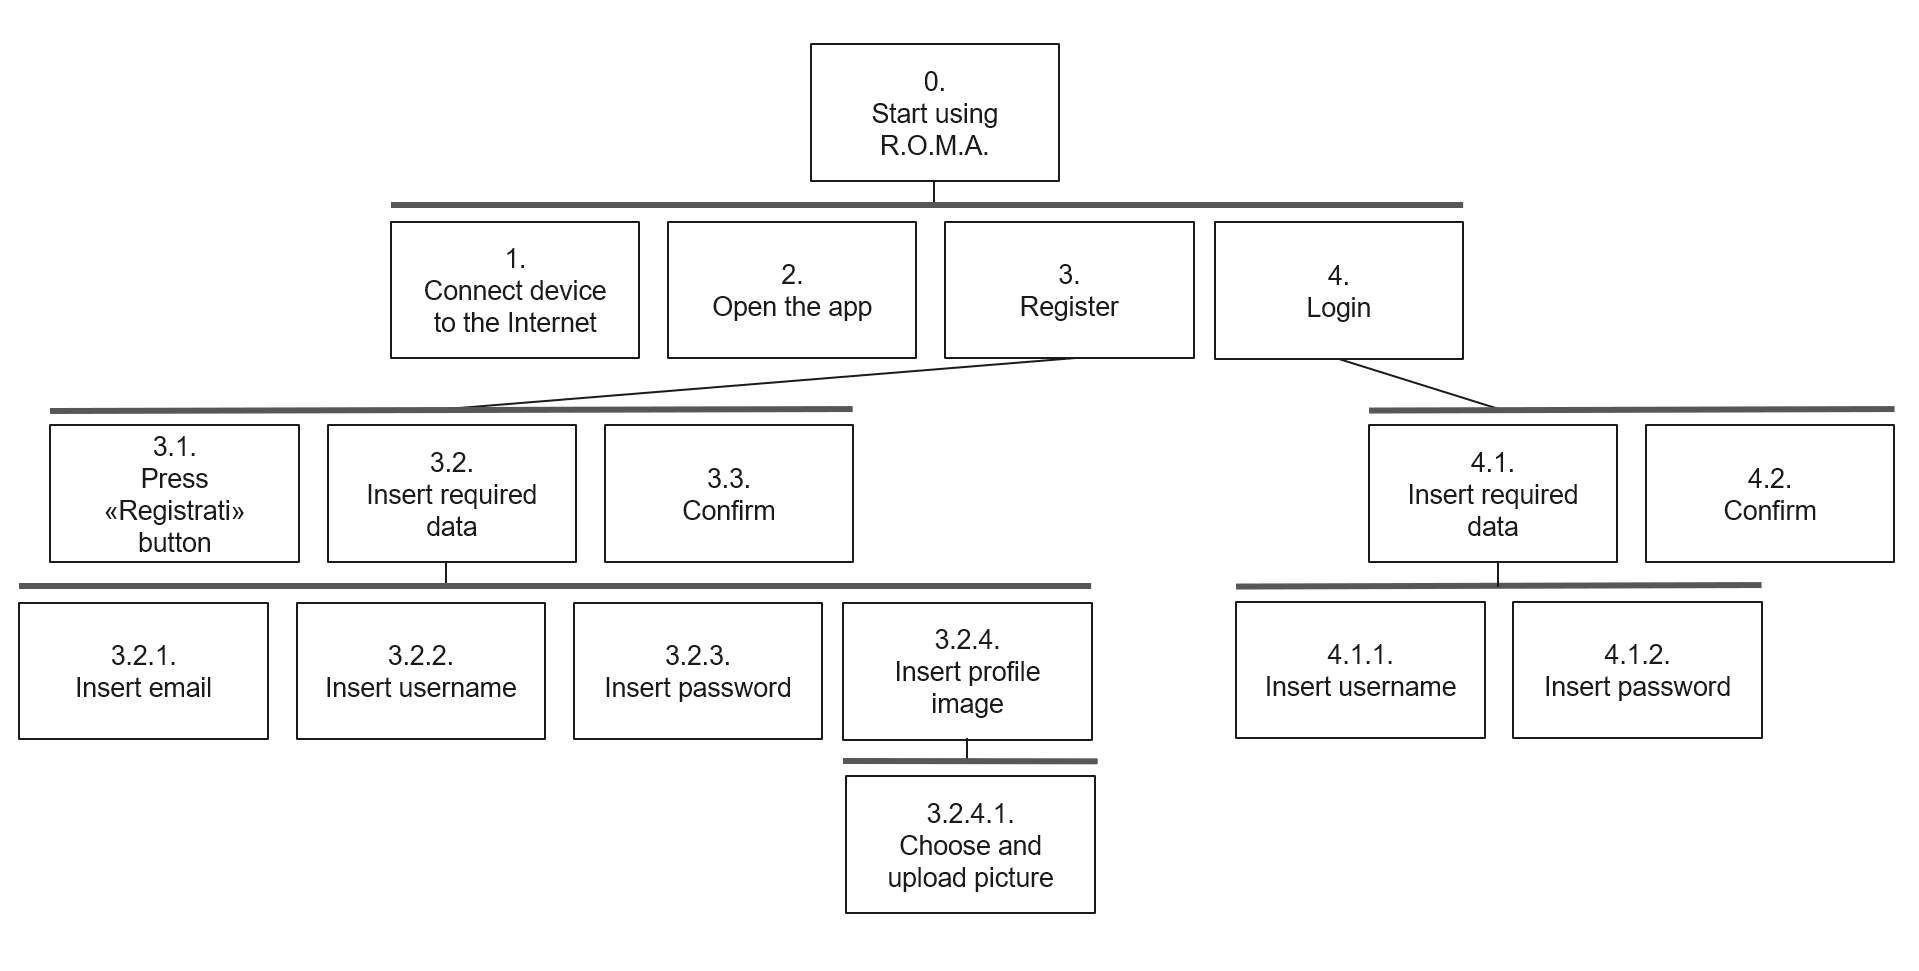 0.
Start using
R.O.M.A.
1.
Connect device
to the Internet
2.
Open the app
3.
Register
4.
Login
3.1.
Press
«Registrati»
button
3.2.
Insert required
data
3.3.
Confirm
4.1.
Insert required
data
4.2.
Confirm
3.2.1.
Insert email
3.2.2.
Insert username
3.2.3.
Insert password
3.2.4.
Insert profile
image
4.1.1.
Insert username
4.1.2.
Insert password
3.2.4.1.
Choose and
upload picture